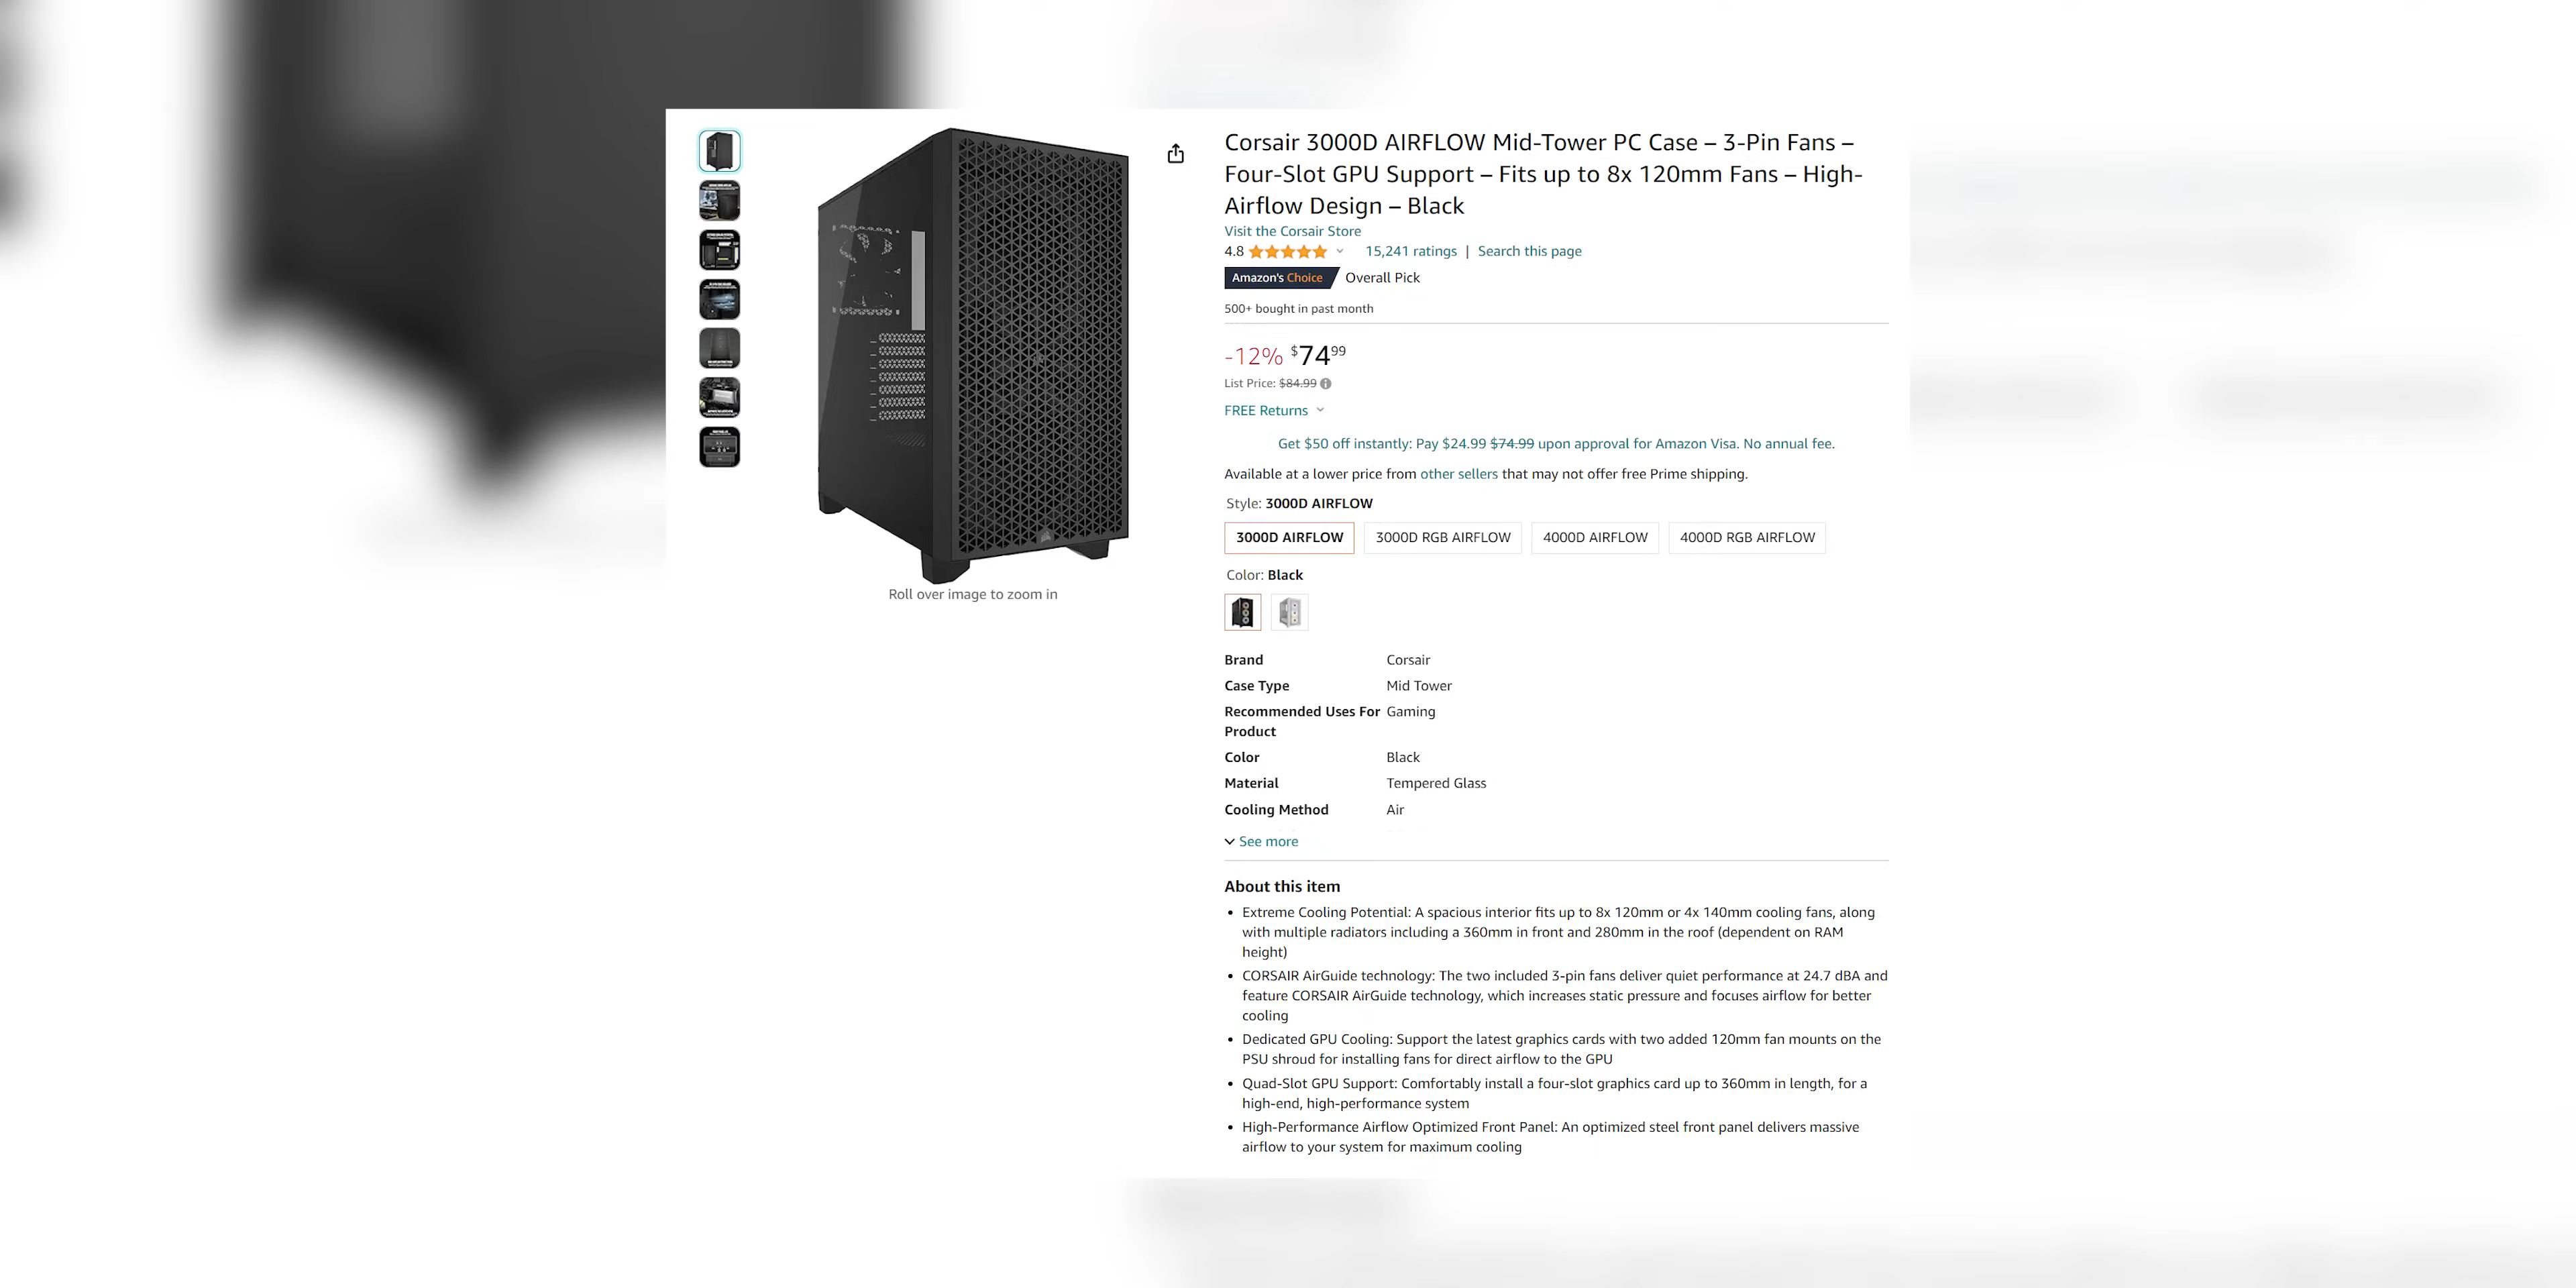 Corsair 3000D AIRFLOW Mid-Tower PC Case – 3-Pin Fans –
Four-Slot GPU Support – Fits up to 8x 120mm Fans – High-
Airflow Design – Black
Visit the Corsair Store
4.8
15,241 ratings | Search this page
Amazon's Choice Overall Pick
500+ bought in past month
-12% $74.99
List Price: $84.99
FREE Returns
Get $50 off instantly: Pay $24.99 $74.99 upon approval for Amazon Visa. No annual fee.
Available at a lower price from other sellers that may not offer free Prime shipping.
Style: 3000D AIRFLOW
3000D AIRFLOW 3000D RGB AIRFLOW 4000D AIRFLOW 4000D RGB AIRFLOW
Color: Black
Roll over image to zoom in
Brand Corsair
Case Type Mid Tower
Recommended Uses For Gaming
Product
Color Black
Material Tempered Glass
Cooling Method Air
See more
About this item
• Extreme Cooling Potential: A spacious interior fits up to 8x 120mm or 4x 140mm cooling fans, along
with multiple radiators including a 360mm in front and 280mm in the roof (dependent on RAM
height)
• CORSAIR AirGuide technology: The two included 3-pin fans deliver quiet performance at 24.7 dBA and
feature CORSAIR AirGuide technology, which increases static pressure and focuses airflow for better
cooling
• Dedicated GPU Cooling: Support the latest graphics cards with two added 120mm fan mounts on the
PSU shroud for installing fans for direct airflow to the GPU
• Quad-Slot GPU Support: Comfortably install a four-slot graphics card up to 360mm in length, for a
high-end, high-performance system
• High-Performance Airflow Optimized Front Panel: An optimized steel front panel delivers massive
airflow to your system for maximum cooling